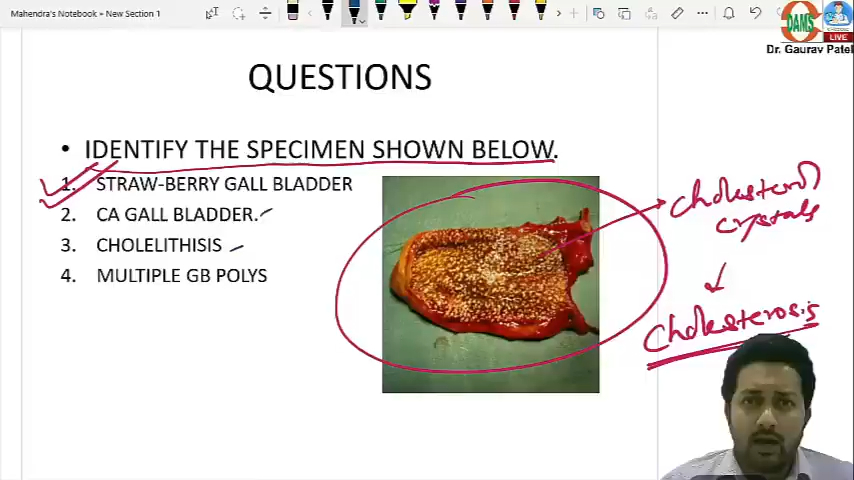 Mahendra's Notebook ▸ New Section 1
DAMS
LIVE
Dr. Gaurav Patel
QUESTIONS
• IDENTIFY THE SPECIMEN SHOWN BELOW.
1. STRAW-BERRY GALL BLADDER
2. CA GALL BLADDER.
3. CHOLELITHISIS
4. MULTIPLE GB POLYS
cholesterol
crystals
cholesterosis